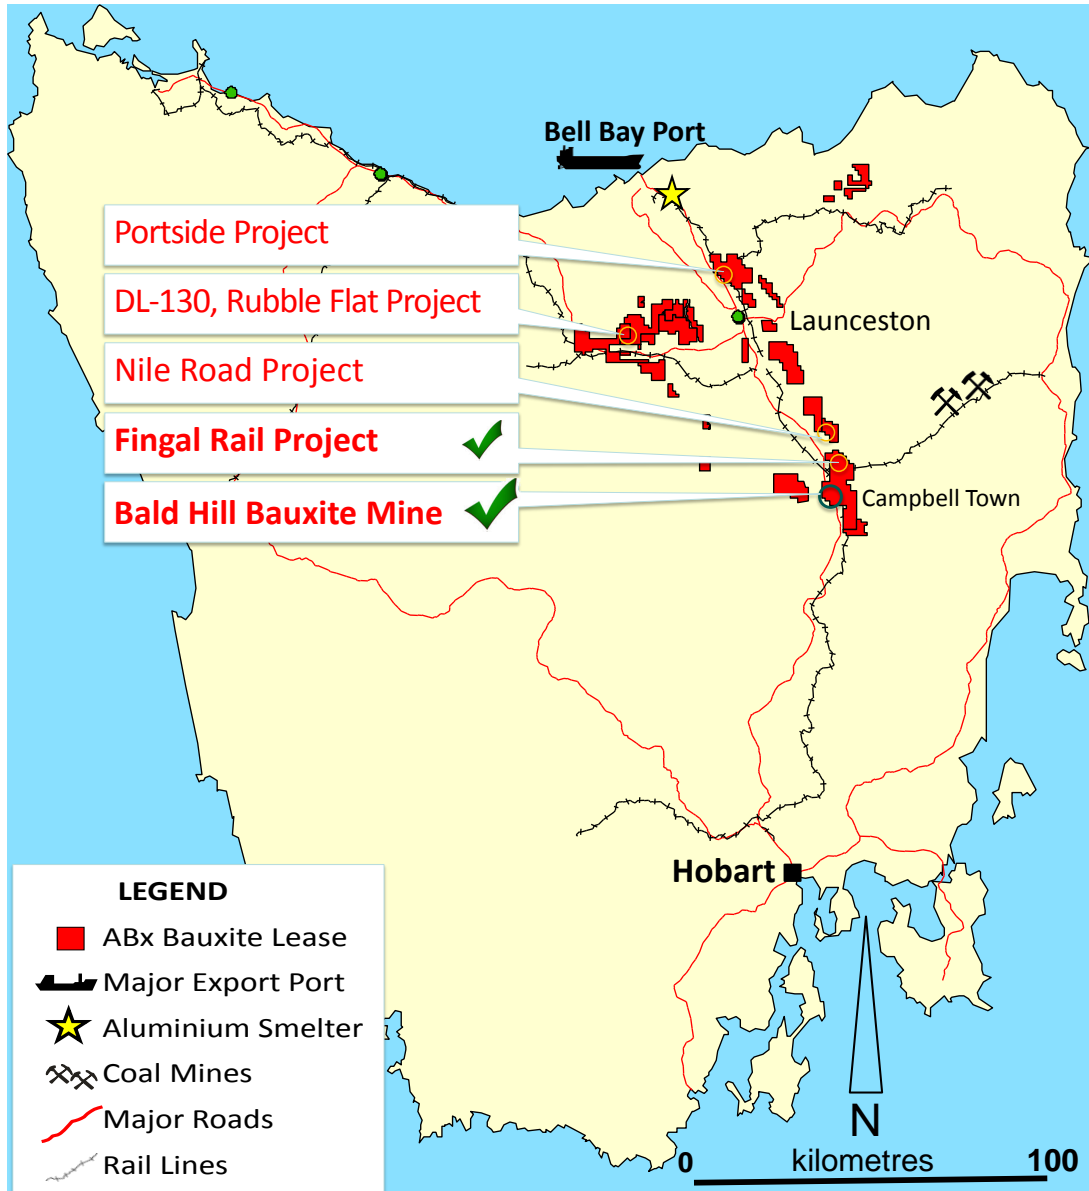 Bell Bay Port
Portside Project
DL-130, Rubble Flat Project
Launceston
Nile Road Project
Fingal Rail Project
Bald Hill Bauxite Mine
Campbell Town
Hobart
LEGEND
ABx Bauxite Lease
Major Export Port
Aluminium Smelter
Coal Mines
Major Roads
Rail Lines
N
0 kilometres 100